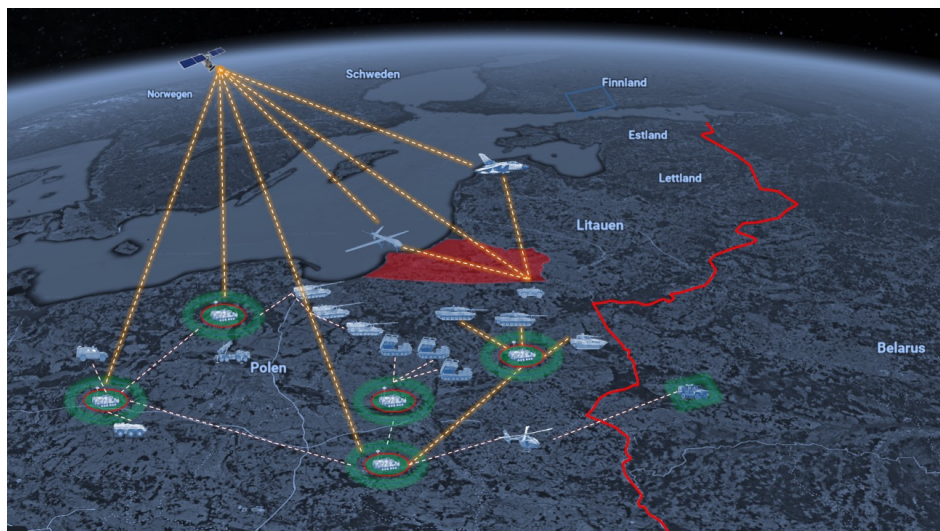 Schweden
Finnland
Norwegen
Estland
Lettland
Litauen
Belarus
Polen